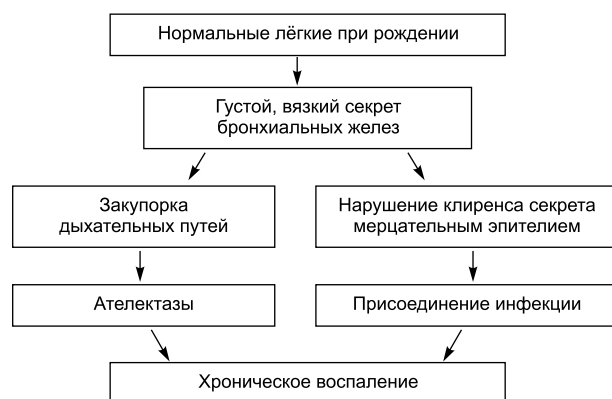 Нормальные лёгкие при рождении
Густой, вязкий секрет
бронхиальных желез
Закупорка
дыхательных путей
Нарушение клиренса секрета
мерцательным эпителием
Ателектазы
Присоединение инфекции
Хроническое воспаление